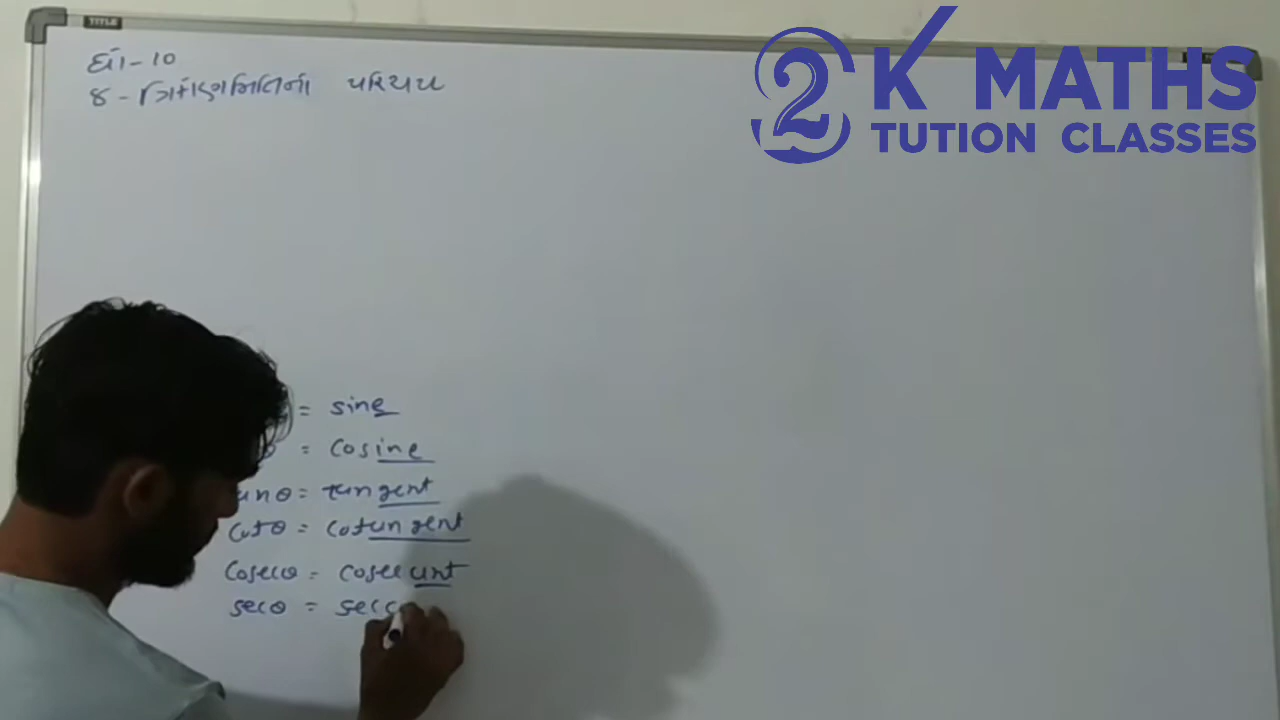 TITLE
ધો-10
8-ત્રિકોણમિતિનો પરિચય
2K MATHS
TUTION CLASSES
= sine
= cosine
tanθ = tangent
cotθ = cotangent
cosecθ = cosecant
secθ = sec